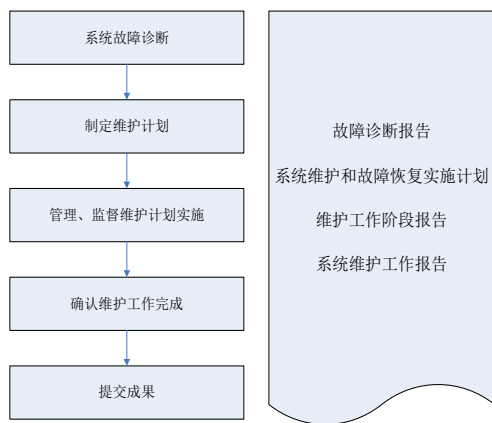 系统故障诊断
制定维护计划
管理、监督维护计划实施
确认维护工作完成
提交成果
故障诊断报告
系统维护和故障恢复实施计划
维护工作阶段报告
系统维护工作报告